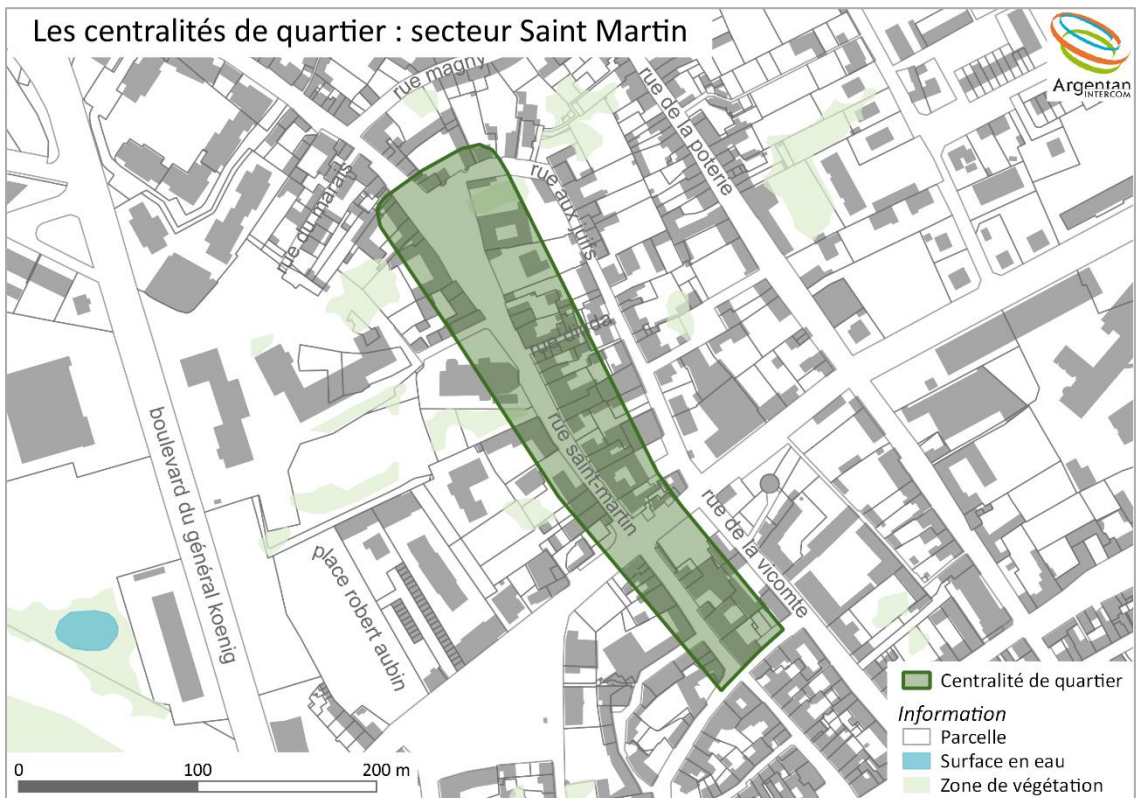 Les centralités de quartier : secteur Saint Martin
Argentan
INTERCOM
rue magny
rue de la poterie
rue du marais
rue aux juifs
rue saint-martin
boulevard du général koenig
place robert aubin
rue de la vicomte
Centralité de quartier
Information
Parcelle
Surface en eau
Zone de végétation
0 100 200 m